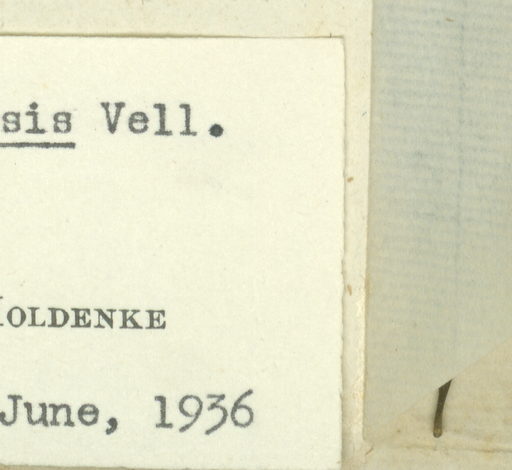 sis Vell.
OLDENKE
June, 1936